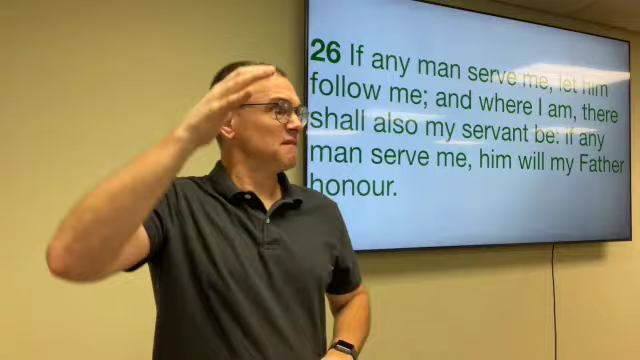 26 If any man serve me, let him
follow me; and where I am, there
shall also my servant be: if any
man serve me, him will my Father
honour.